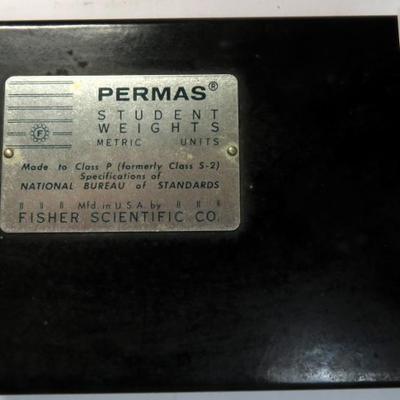 PERMAS®
STUDENT
WEIGHTS
METRIC UNITS
F
Made to Class P (formerly Class S-2)
Specifications of
NATIONAL BUREAU of STANDARDS
Mfd. in U.S.A. by
FISHER SCIENTIFIC CO.